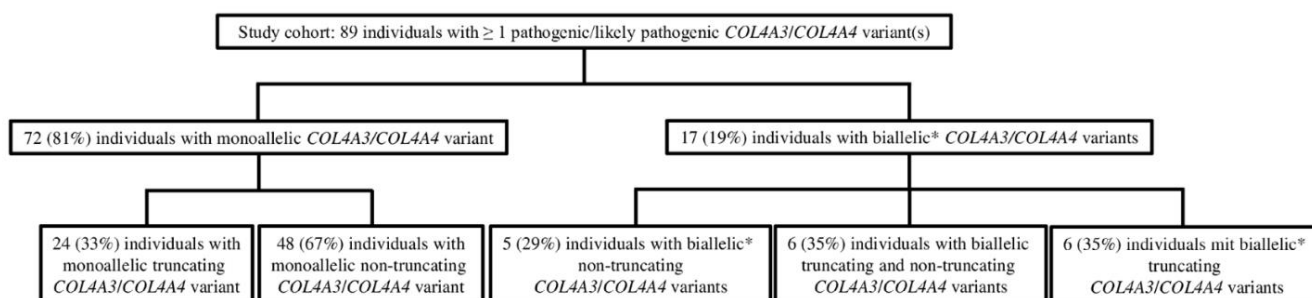 Study cohort: 89 individuals with ≥ 1 pathogenic/likely pathogenic COL4A3/COL4A4 variant(s)
72 (81%) individuals with monoallelic COL4A3/COL4A4 variant
17 (19%) individuals with biallelic* COL4A3/COL4A4 variants
24 (33%) individuals with
monoallelic truncating
COL4A3/COL4A4 variant
48 (67%) individuals with
monoallelic non-truncating
COL4A3/COL4A4 variant
5 (29%) individuals with biallelic*
non-truncating
COL4A3/COL4A4 variants
6 (35%) individuals with biallelic
truncating and non-truncating
COL4A3/COL4A4 variants
6 (35%) individuals mit biallelic*
truncating
COL4A3/COL4A4 variants